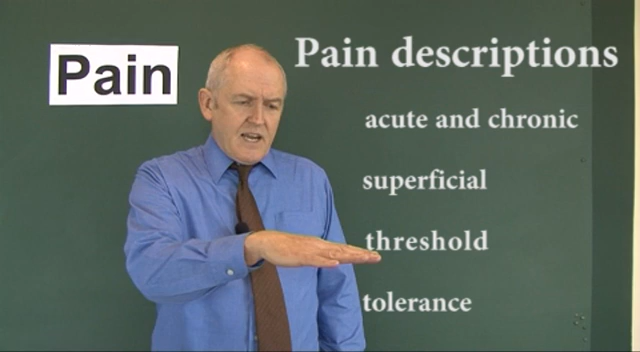 Pain
Pain descriptions
acute and chronic
superficial
threshold
tolerance